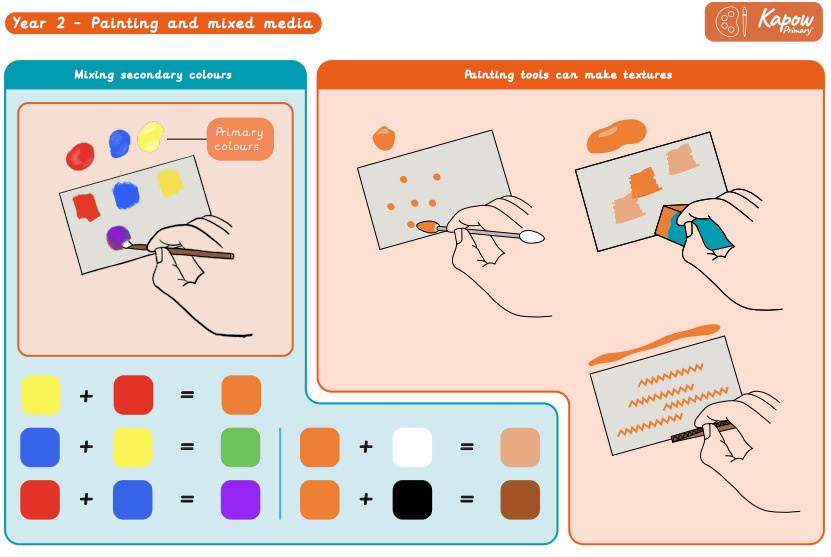 Year 2 - Painting and mixed media
Kapow
Primary
Mixing secondary colours
Painting tools can make textures
Primary
colours
+ =
+ =
+ =
+ =
+ =